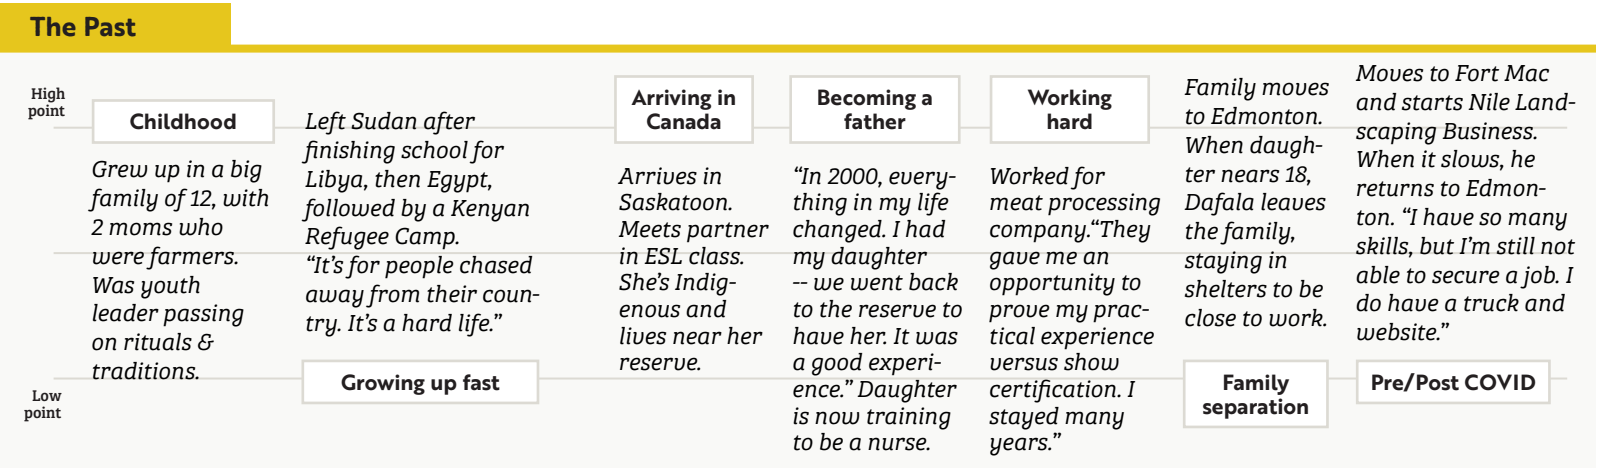 The Past
High
point
Low
point
Childhood
Grew up in a big
family of 12, with
2 moms who
were farmers.
Was youth
leader passing
on rituals &
traditions.
Left Sudan after
finishing school for
Libya, then Egypt,
followed by a Kenyan
Refugee Camp.
“It’s for people chased
away from their coun-
try. It’s a hard life.”
Growing up fast
Arriving in
Canada
Arrives in
Saskatoon.
Meets partner
in ESL class.
She’s Indig-
enous and
lives near her
reserve.
Becoming a
father
“In 2000, every-
thing in my life
changed. I had
my daughter
-- we went back
to the reserve to
have her. It was
a good experi-
ence.” Daughter
is now training
to be a nurse.
Working
hard
Worked for
meat processing
company.“They
gave me an
opportunity to
prove my prac-
tical experience
versus show
certification. I
stayed many
years.”
Family moves
to Edmonton.
When daugh-
ter nears 18,
Dafala leaves
the family,
staying in
shelters to be
close to work.
Family
separation
Moves to Fort Mac
and starts Nile Land-
scaping Business.
When it slows, he
returns to Edmon-
ton. “I have so many
skills, but I’m still not
able to secure a job. I
do have a truck and
website.”
Pre/Post COVID